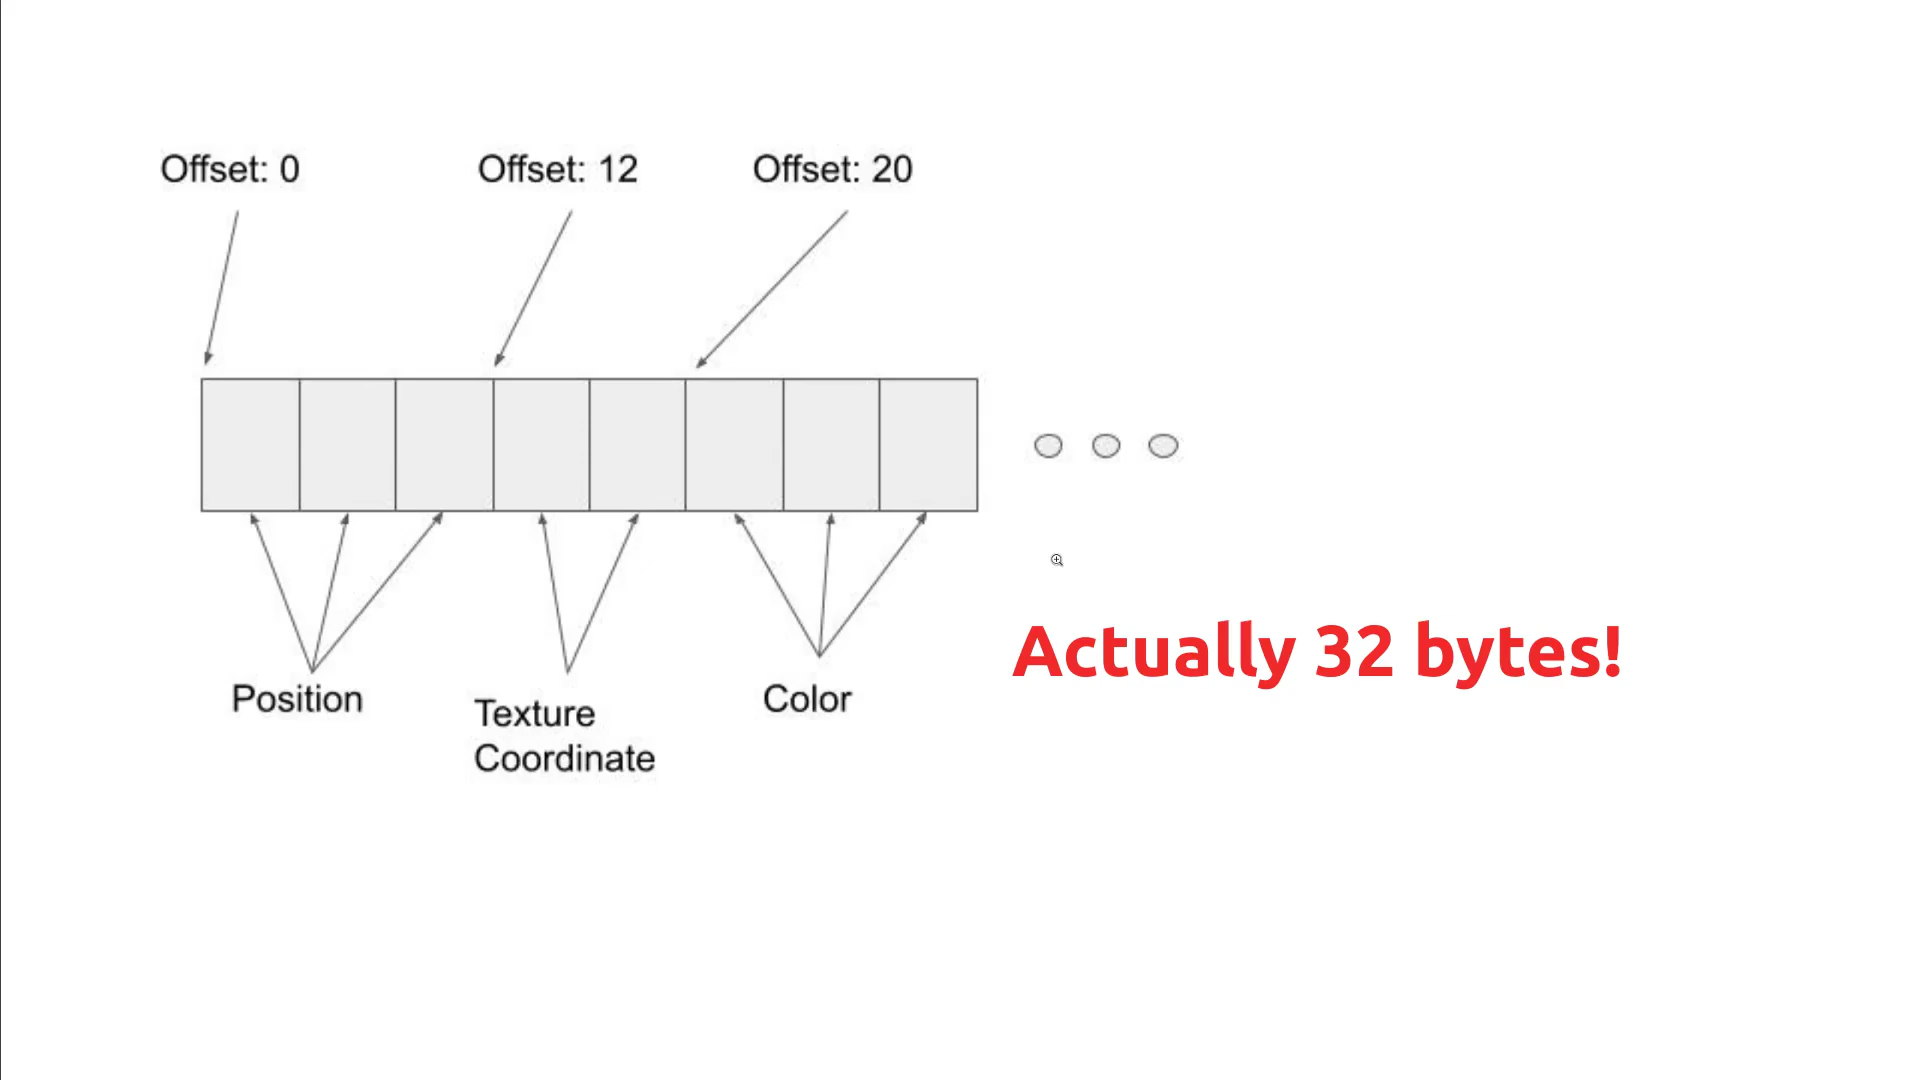 Offset: 0
Offset: 12
Offset: 20
Actually 32 bytes!
Position
Texture
Coordinate
Color